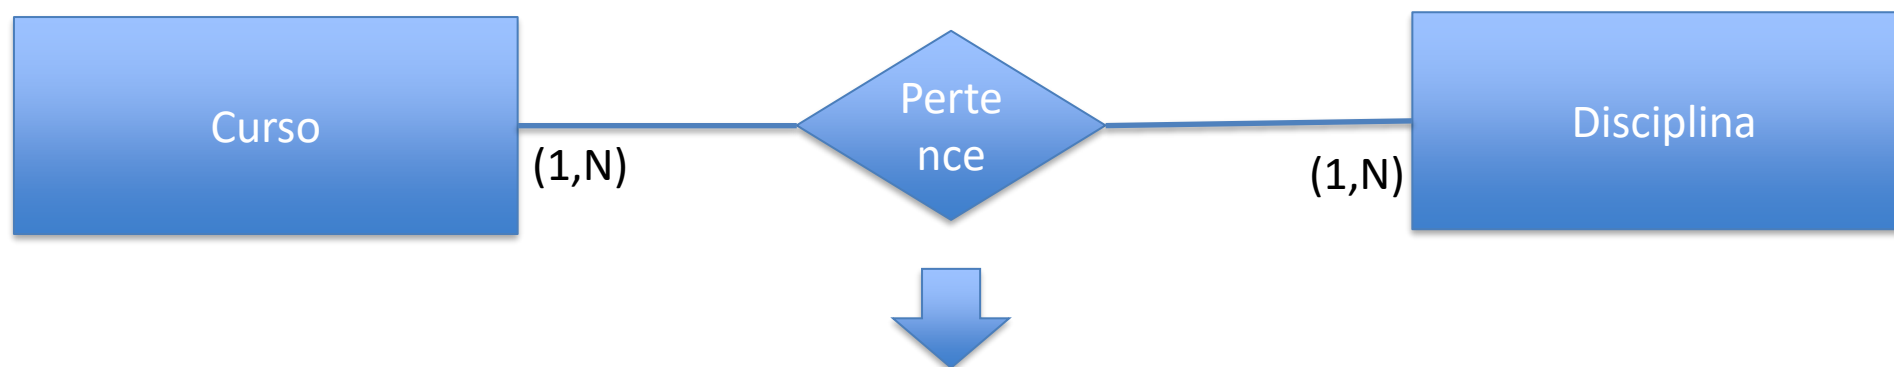 Curso
(1,N)
Perte
nce
(1,N)
Disciplina